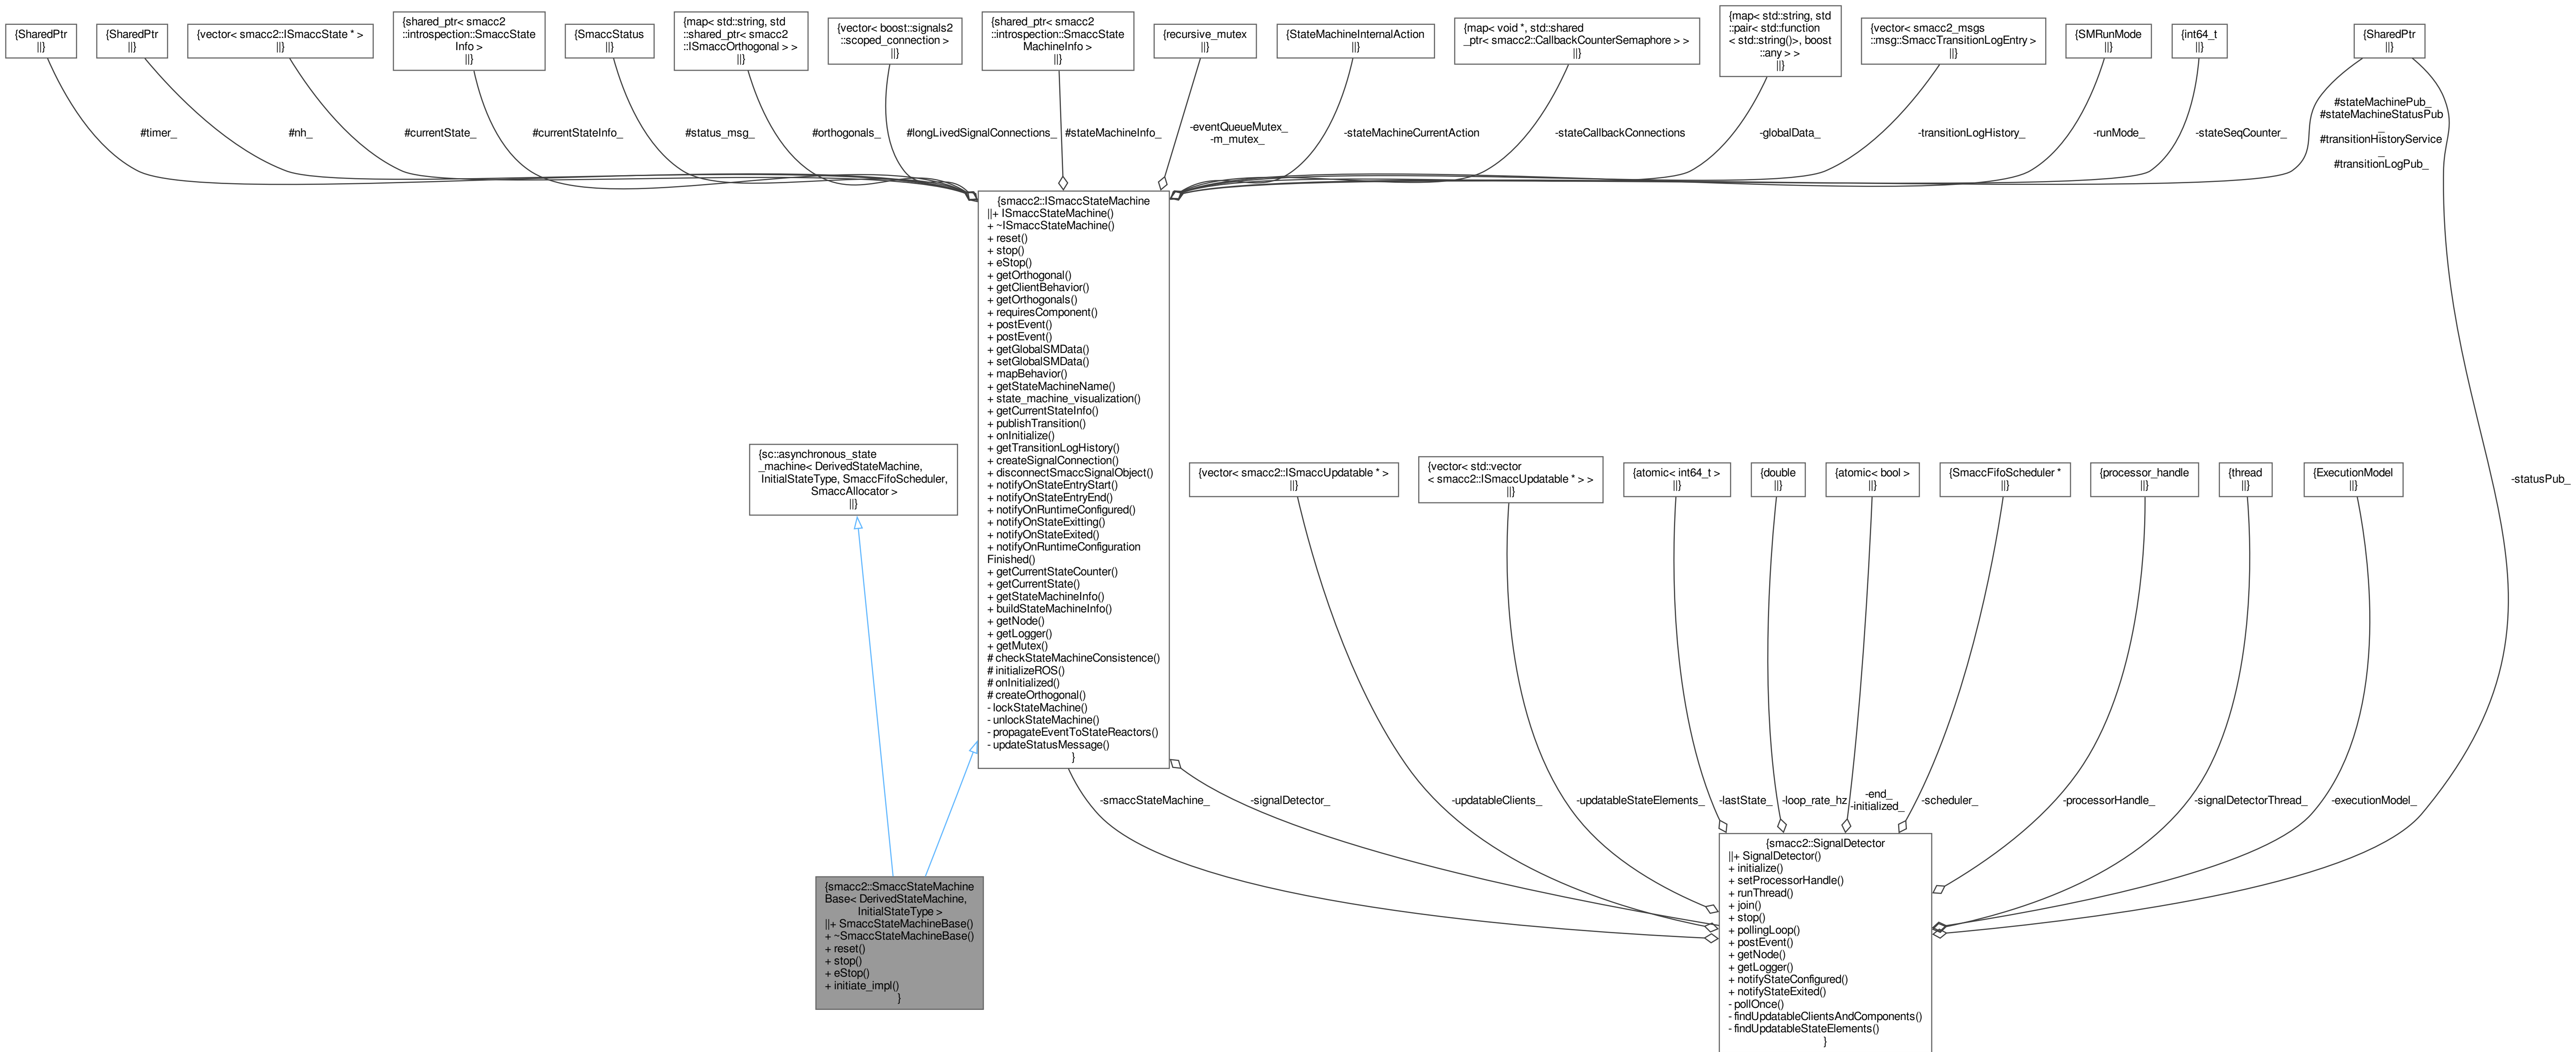 {SharedPtr
||}
{SharedPtr
||}
{vector< smacc2::ISmaccState * >
||}
{shared_ptr< smacc2
::introspection::SmaccState
Info >
||}
{SmaccStatus
||}
{map< std::string, std
::shared_ptr< smacc2
::ISmaccOrthogonal > >
||}
{vector< boost::signals2
::scoped_connection >
||}
{shared_ptr< smacc2
::introspection::SmaccState
MachineInfo >
||}
{recursive_mutex
||}
{StateMachineInternalAction
||}
{map< void *, std::shared
_ptr< smacc2::CallbackCounterSemaphore > >
||}
{map< std::string, std
::pair< std::function
< std::string()>, boost
::any > >
||}
{vector< smacc2_msgs
::msg::SmaccTransitionLogEntry >
||}
{SMRunMode
||}
{int64_t
||}
{SharedPtr
||}
#timer_
#nh_
#currentState_
#currentStateInfo_
#status_msg_
#orthogonals_
#longLivedSignalConnections_
#stateMachineInfo_
-eventQueueMutex_
-m_mutex_
-stateMachineCurrentAction
-stateCallbackConnections
-globalData_
-transitionLogHistory_
-runMode_
-stateSeqCounter_
#stateMachinePub_
#stateMachineStatusPub
_
#transitionHistoryService
_
#transitionLogPub_
{smacc2::ISmaccStateMachine
||+ ISmaccStateMachine()
+ ~ISmaccStateMachine()
+ reset()
+ stop()
+ eStop()
+ getOrthogonal()
+ getClientBehavior()
+ getOrthogonals()
+ requiresComponent()
+ postEvent()
+ postEvent()
+ getGlobalSMData()
+ setGlobalSMData()
+ mapBehavior()
+ getStateMachineName()
+ state_machine_visualization()
+ getCurrentStateInfo()
+ publishTransition()
+ onInitialize()
+ getTransitionLogHistory()
+ createSignalConnection()
+ disconnectSmaccSignalObject()
+ notifyOnStateEntryStart()
+ notifyOnStateEntryEnd()
+ notifyOnRuntimeConfigured()
+ notifyOnStateExitting()
+ notifyOnStateExited()
+ notifyOnRuntimeConfiguration
Finished()
+ getCurrentStateCounter()
+ getCurrentState()
+ getStateMachineInfo()
+ buildStateMachineInfo()
+ getNode()
+ getLogger()
+ getMutex()
# checkStateMachineConsistence()
# initializeROS()
# onInitialized()
# createOrthogonal()
- lockStateMachine()
- unlockStateMachine()
- propagateEventToStateReactors()
- updateStatusMessage()
}
{sc::asynchronous_state
_machine< DerivedStateMachine,
InitialStateType, SmaccFifoScheduler,
SmaccAllocator >
||}
{vector< smacc2::ISmaccUpdatable * >
||}
{vector< std::vector
< smacc2::ISmaccUpdatable * > >
||}
{atomic< int64_t >
||}
{double
||}
{atomic< bool >
||}
{SmaccFifoScheduler *
||}
{processor_handle
||}
{thread
||}
{ExecutionModel
||}
-statusPub_
-smaccStateMachine_
-signalDetector_
-updatableClients_
-updatableStateElements_
-lastState_
-loop_rate_hz
-end_
-initialized_
-scheduler_
-processorHandle_
-signalDetectorThread_
-executionModel_
{smacc2::SmaccStateMachine
Base< DerivedStateMachine,
InitialStateType >
||+ SmaccStateMachineBase()
+ ~SmaccStateMachineBase()
+ reset()
+ stop()
+ eStop()
+ initiate_impl()
}
{smacc2::SignalDetector
||+ SignalDetector()
+ initialize()
+ setProcessorHandle()
+ runThread()
+ join()
+ stop()
+ pollingLoop()
+ postEvent()
+ getNode()
+ getLogger()
+ notifyStateConfigured()
+ notifyStateExited()
- pollOnce()
- findUpdatableClientsAndComponents()
- findUpdatableStateElements()
}